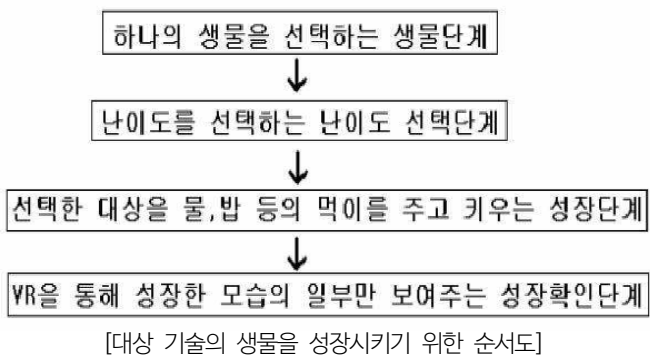 하나의 생물을 선택하는 생물단계
난이도를 선택하는 난이도 선택단계
선택한 대상을 물,밥 등의 먹이를 주고 키우는 성장단계
VR을 통해 성장한 모습의 일부만 보여주는 성장확인단계
[대상 기술의 생물을 성장시키기 위한 순서도]